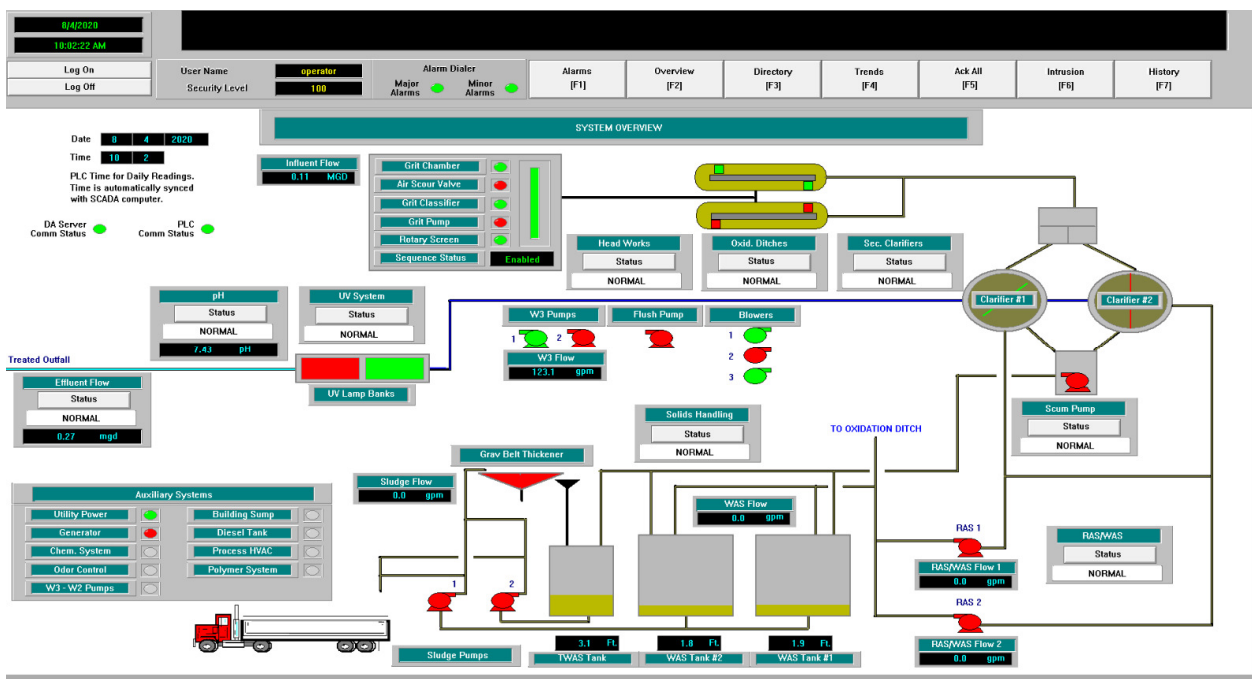 8/4/2020
10:02:22 AM
Log On
Log Off
User Name
operator
Security Level
100
Alarm Dialer
Major Alarms
Minor Alarms
Alarms
[F1]
Overview
[F2]
Directory
[F3]
Trends
[F4]
Ack All
[F5]
Intrusion
[F6]
History
[F7]
SYSTEM OVERVIEW
Date 8 4 2020
Time 10 2
PLC Time for Daily Readings.
Time is automatically synced
with SCADA computer.
DA Server
Comm Status
PLC
Comm Status
Influent Flow
0.11 MGD
Grit Chamber
Air Scour Valve
Grit Classifier
Grit Pump
Rotary Screen
Sequence Status
Enabled
Head Works
Status
NORMAL
Oxid. Ditches
Status
NORMAL
Sec. Clarifiers
Status
NORMAL
Clarifier #1
Clarifier #2
pH
Status
NORMAL
7.43 pH
UV System
Status
NORMAL
W3 Pumps
1
2
W3 Flow
123.1 gpm
Flush Pump
Blowers
1
2
3
Treated Outfall
Effluent Flow
Status
NORMAL
0.27 mgd
UV Lamp Banks
Scum Pump
Status
NORMAL
Solids Handling
Status
NORMAL
TO OXIDATION DITCH
Grav Belt Thickener
Sludge Flow
0.0 gpm
WAS Flow
0.0 gpm
Auxiliary Systems
Utility Power
Generator
Chem. System
Odor Control
W3 - W2 Pumps
Building Sump
Diesel Tank
Process HVAC
Polymer System
1
2
Sludge Pumps
3.1 Ft.
TWAS Tank
1.8 Ft.
WAS Tank #2
1.9 Ft.
WAS Tank #1
RAS 1
RAS/WAS Flow 1
0.0 gpm
RAS 2
RAS/WAS Flow 2
0.0 gpm
RAS/WAS
Status
NORMAL